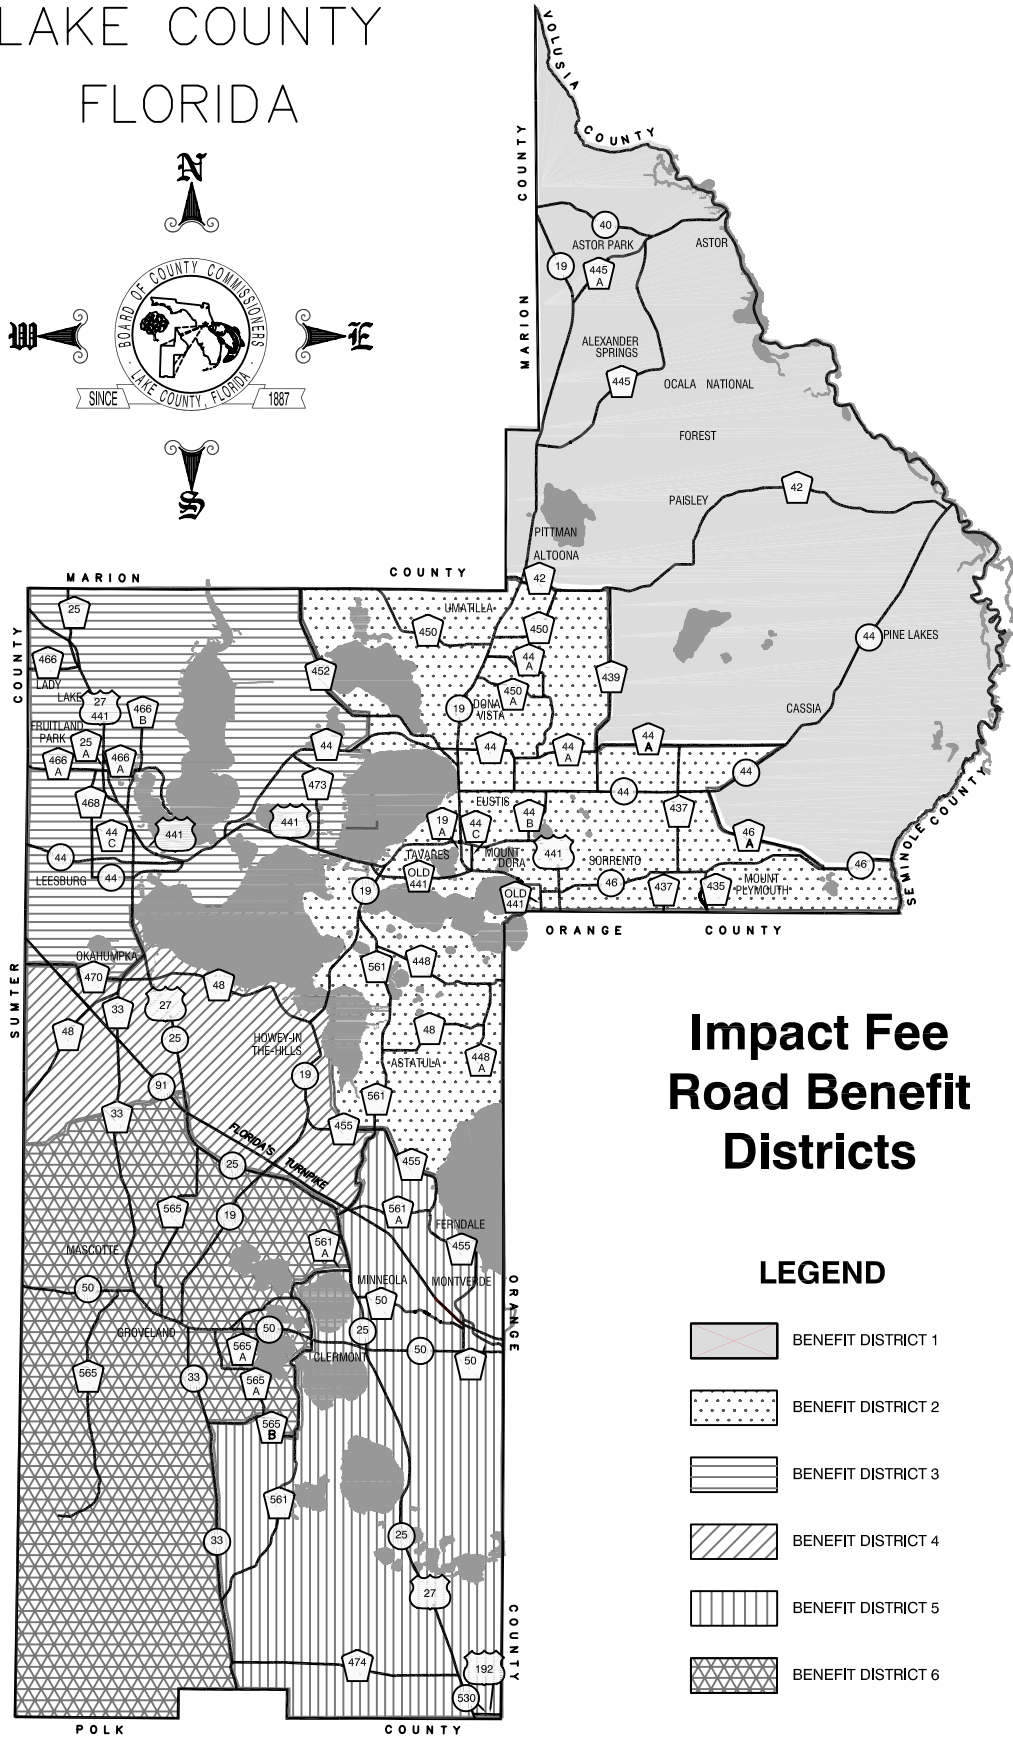 LAKE COUNTY
FLORIDA
N
W
E
S
BOARD OF COUNTY COMMISSIONERS
LAKE COUNTY, FLORIDA
SINCE
1887
VOLUSIA
COUNTY
COUNTY
MARION
40
ASTOR PARK
ASTOR
19
445
A
ALEXANDER
SPRINGS
445
OCALA NATIONAL
FOREST
42
PAISLEY
PITTMAN
ALTOONA
42
MARION
COUNTY
25
UMATILLA
450
450
44
PINE LAKES
COUNTY
466
LADY
LAKE
452
44
A
439
27
441
466
B
450
A
19
DONA
VISTA
CASSIA
FRUITLAND
PARK
25
A
466
A
466
A
44
44
44
A
44
A
44
473
468
44
EUSTIS
437
441
441
44
C
19
A
44
C
44
B
46
A
SEMINOLE COUNTY
44
LEESBURG
44
TAVARES
OLD
441
MOUNT
DORA
441
SORRENTO
46
19
OLD
441
46
437
435
MOUNT
PLYMOUTH
ORANGE
COUNTY
OKAHUMPKA
470
561
448
48
SUMTER
33
27
48
25
HOWEY-IN
THE-HILLS
48
ASTATULA
448
A
91
19
561
33
455
FLORIDA'S TURNPIKE
25
455
565
19
561
A
FERNDALE
MASCOTTE
561
A
455
50
MINNEOLA
MONTVERDE
50
ORANGE
GROVELAND
50
25
565
A
CLERMONT
50
50
565
33
565
A
565
B
561
33
25
27
COUNTY
474
192
530
POLK
COUNTY
Impact Fee
Road Benefit
Districts
LEGEND
BENEFIT DISTRICT 1
BENEFIT DISTRICT 2
BENEFIT DISTRICT 3
BENEFIT DISTRICT 4
BENEFIT DISTRICT 5
BENEFIT DISTRICT 6